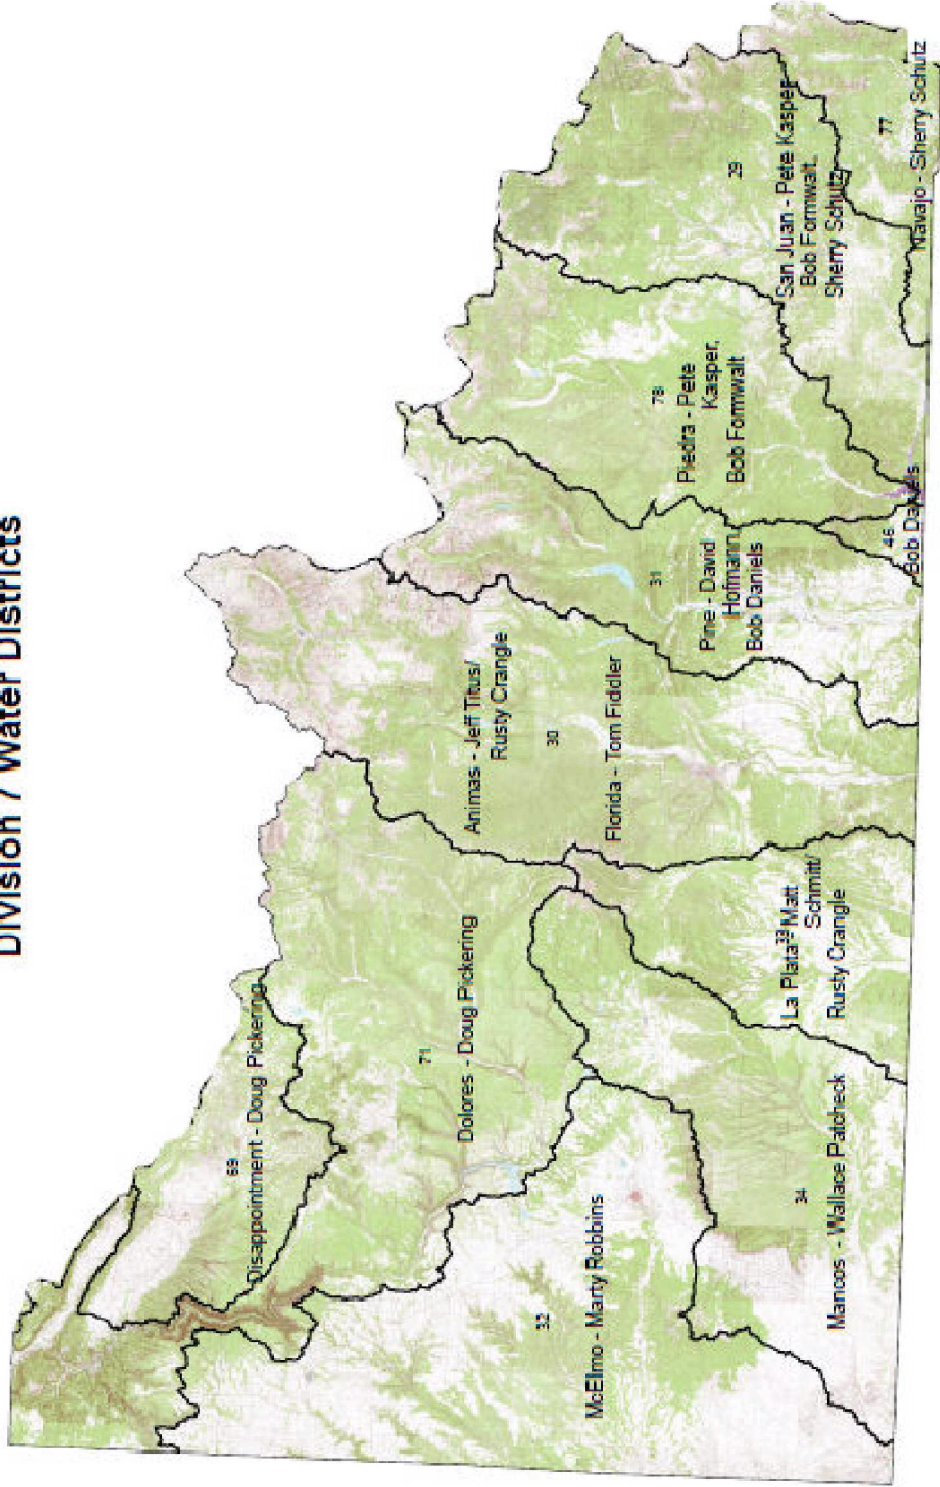 Division 7 Water Districts
69
Disappointment - Doug Pickering
71
Dolores - Doug Pickering
32
McElmo - Marty Robbins
34
Mancos - Wallace Patcheck
33
La Plata - Matt
Schmitt/
Rusty Crangle
Animas - Jeff Titus/
Rusty Crangle
30
Florida - Tom Fiddler
31
Pine - David
Hofmann,
Bob Daniels
46
Bob Daniels
78
Piedra - Pete
Kasper,
Bob Formwalt
29
San Juan - Pete Kasper
Bob Formwalt.
Sherry Schutz
77
Navajo - Sherry Schutz